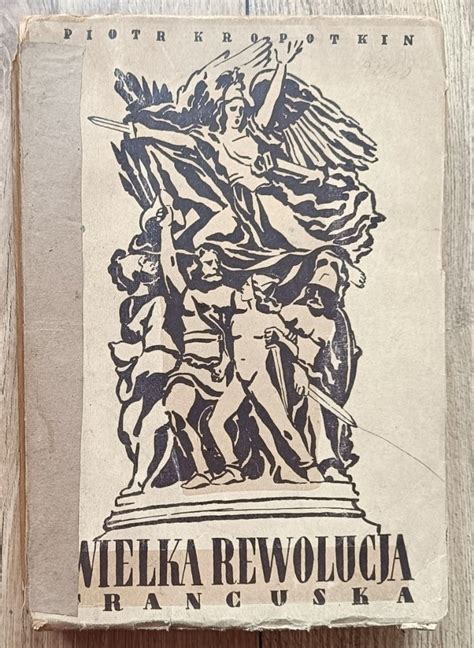 PIOTR KROPOTKIN
WIELKA REWOLUCJA
FRANCUSKA